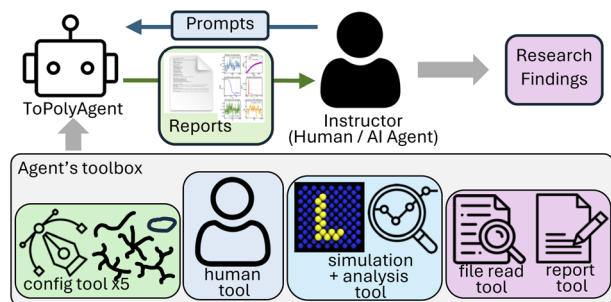 Prompts
ToPolyAgent
Reports
Instructor
(Human / AI Agent)
Research
Findings
Agent's toolbox
config tool x5
human
tool
L
simulation
+ analysis
tool
file read
tool
report
tool